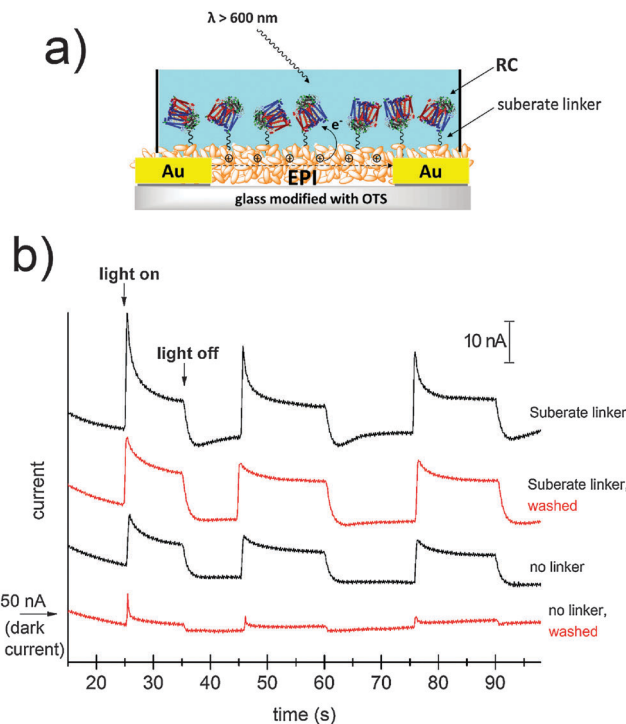 a)
λ > 600 nm
RC
suberate linker
e-
Au
EPI
Au
glass modified with OTS
b)
light on
light off
10 nA
Suberate linker
Suberate linker,
washed
no linker
no linker,
washed
current
50 nA
(dark
current)
20 30 40 50 60 70 80 90
time (s)